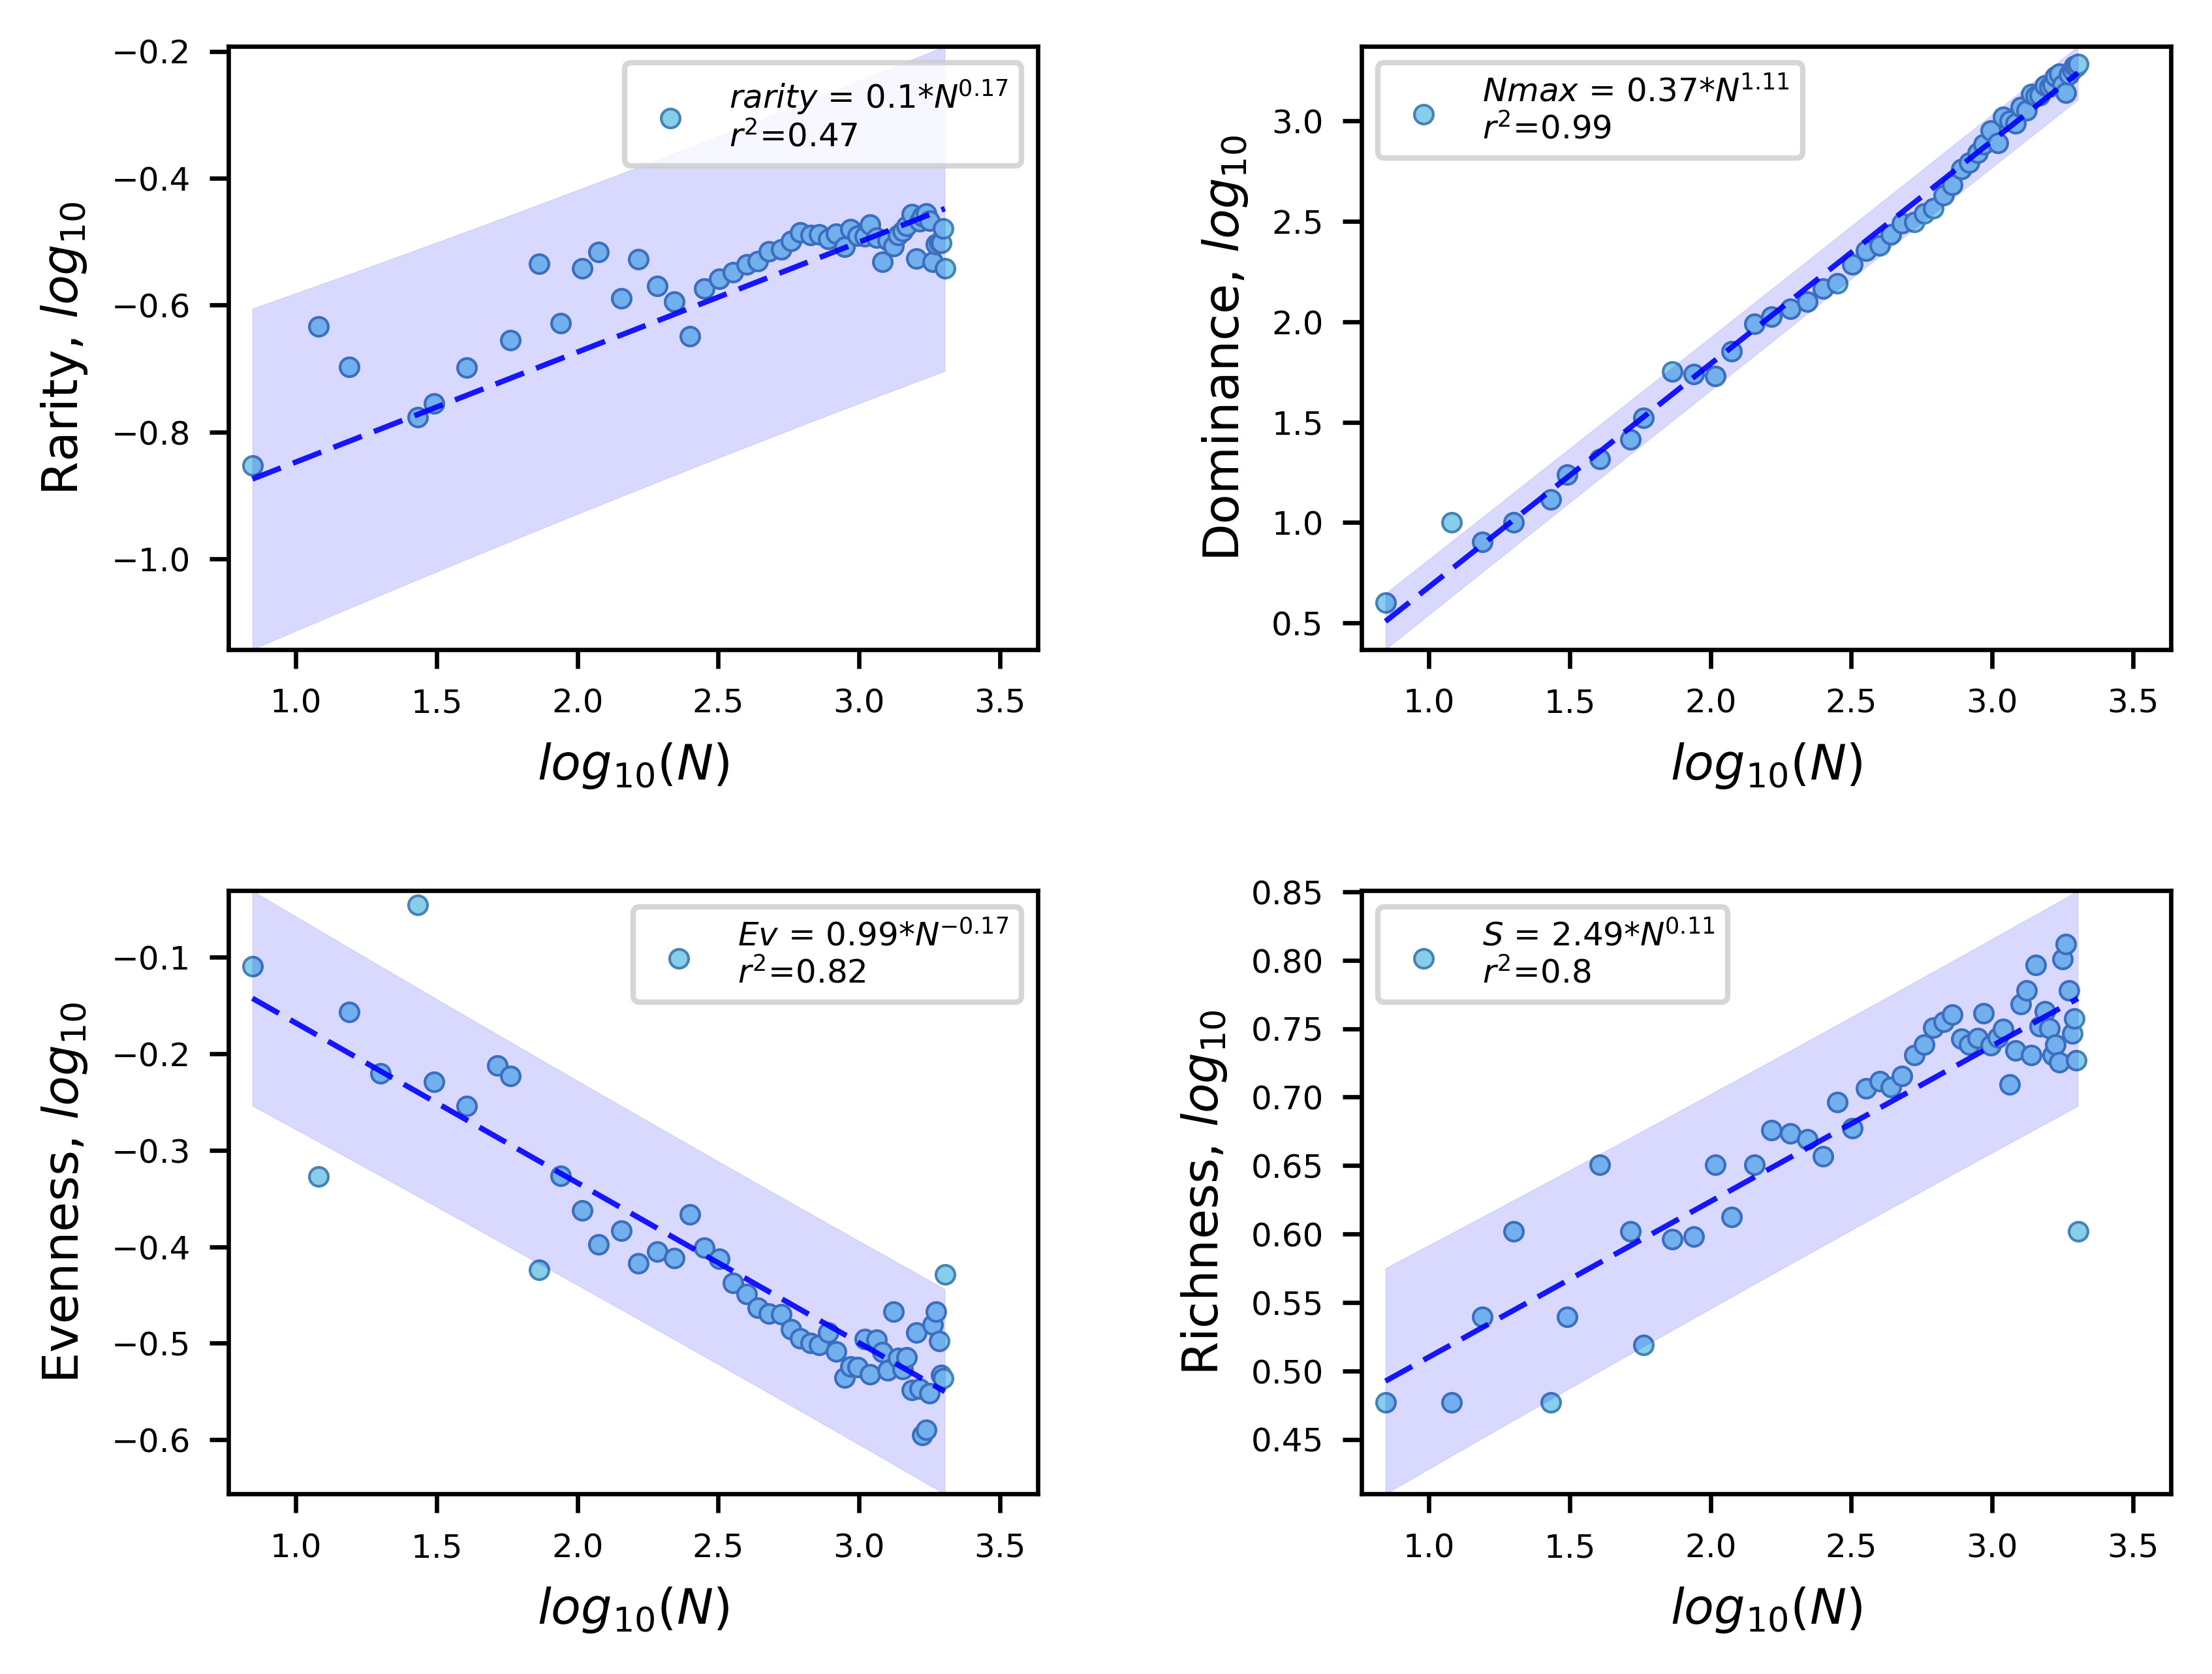 −0.2
−0.4
−0.6
−0.8
−1.0
Rarity, log10
rarity = 0.1*N^0.17
r^2=0.47
1.0 1.5 2.0 2.5 3.0 3.5
log10(N)
3.0
2.5
2.0
1.5
1.0
0.5
Dominance, log10
Nmax = 0.37*N^1.11
r^2=0.99
1.0 1.5 2.0 2.5 3.0 3.5
log10(N)
−0.1
−0.2
−0.3
−0.4
−0.5
−0.6
Evenness, log10
Ev = 0.99*N^−0.17
r^2=0.82
1.0 1.5 2.0 2.5 3.0 3.5
log10(N)
0.85
0.80
0.75
0.70
0.65
0.60
0.55
0.50
0.45
Richness, log10
S = 2.49*N^0.11
r^2=0.8
1.0 1.5 2.0 2.5 3.0 3.5
log10(N)